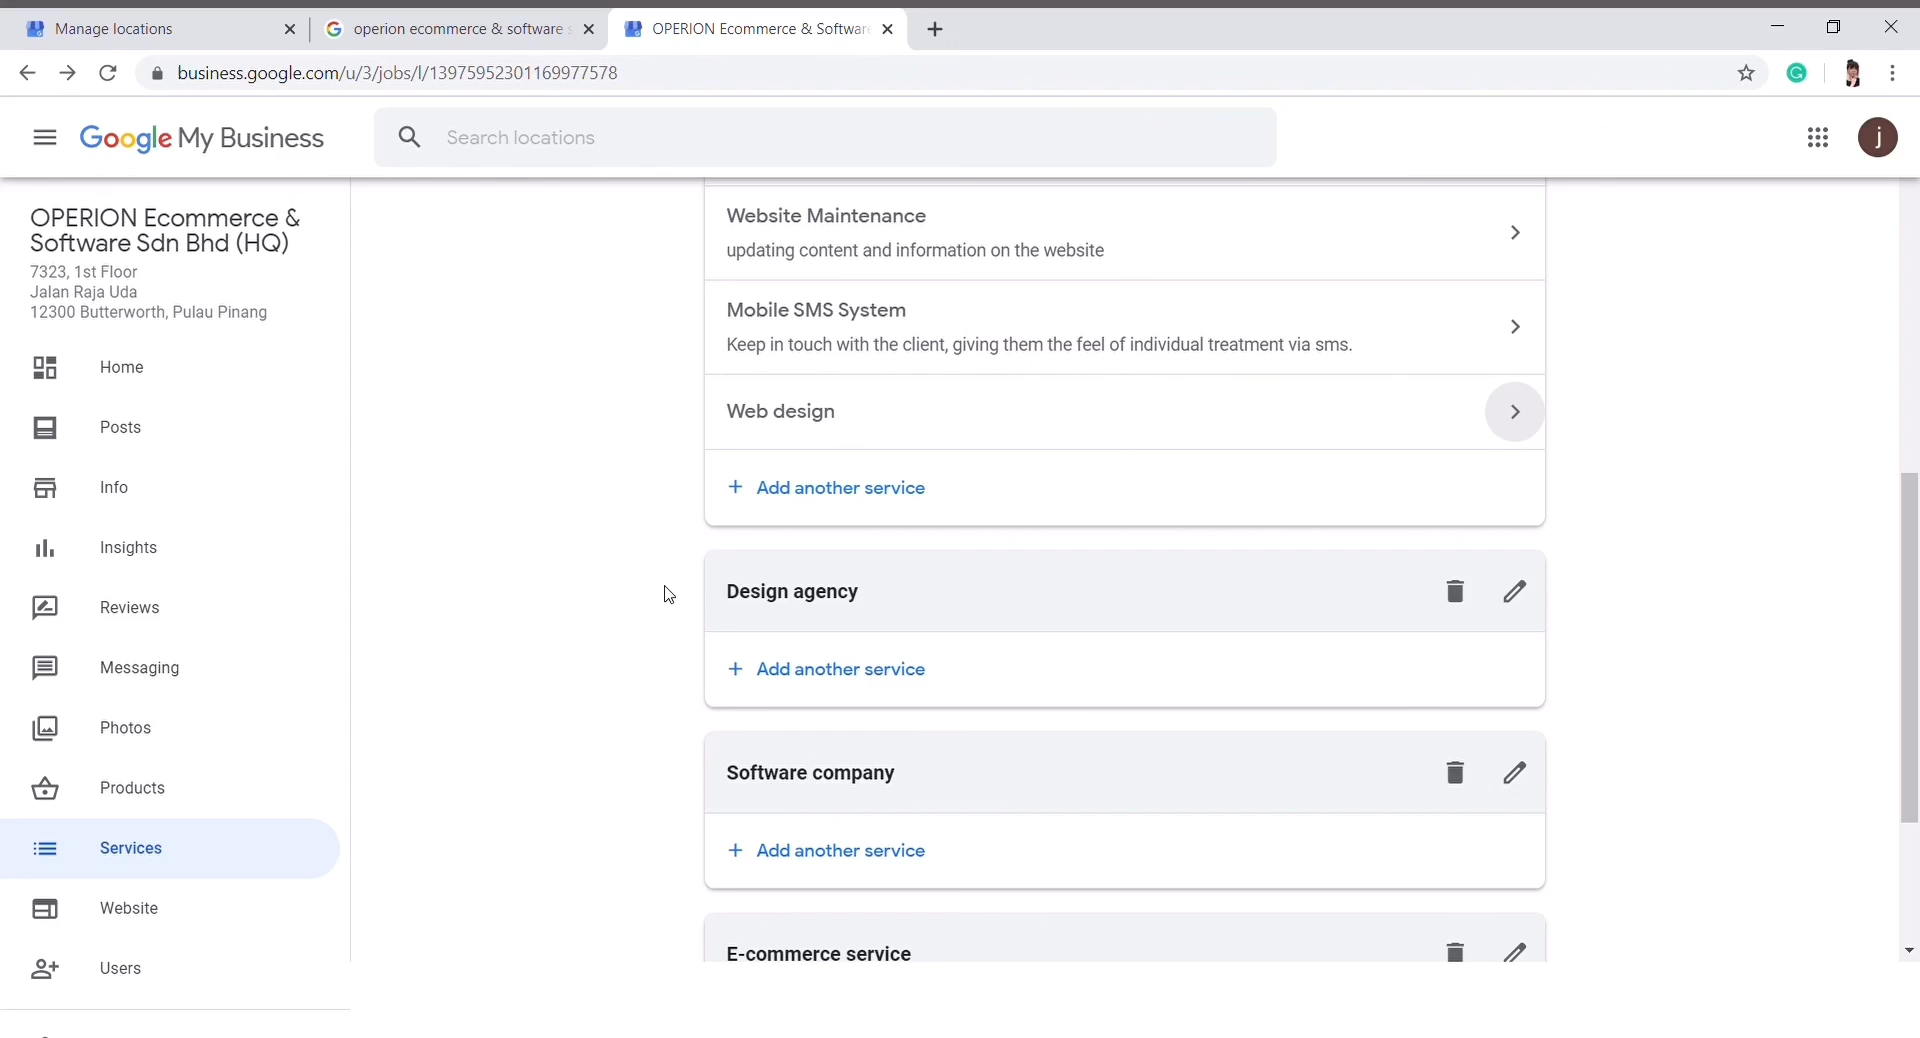 Manage locations
operion ecommerce & software s
OPERION Ecommerce & Softwar
business.google.com/u/3/jobs/l/13975952301169977578
Google My Business
Search locations
j
OPERION Ecommerce &
Software Sdn Bhd (HQ)
7323, 1st Floor
Jalan Raja Uda
12300 Butterworth, Pulau Pinang
Home
Posts
Info
Insights
Reviews
Messaging
Photos
Products
Services
Website
Users
Website Maintenance
updating content and information on the website
Mobile SMS System
Keep in touch with the client, giving them the feel of individual treatment via sms.
Web design
+ Add another service
Design agency
+ Add another service
Software company
+ Add another service
E-commerce service